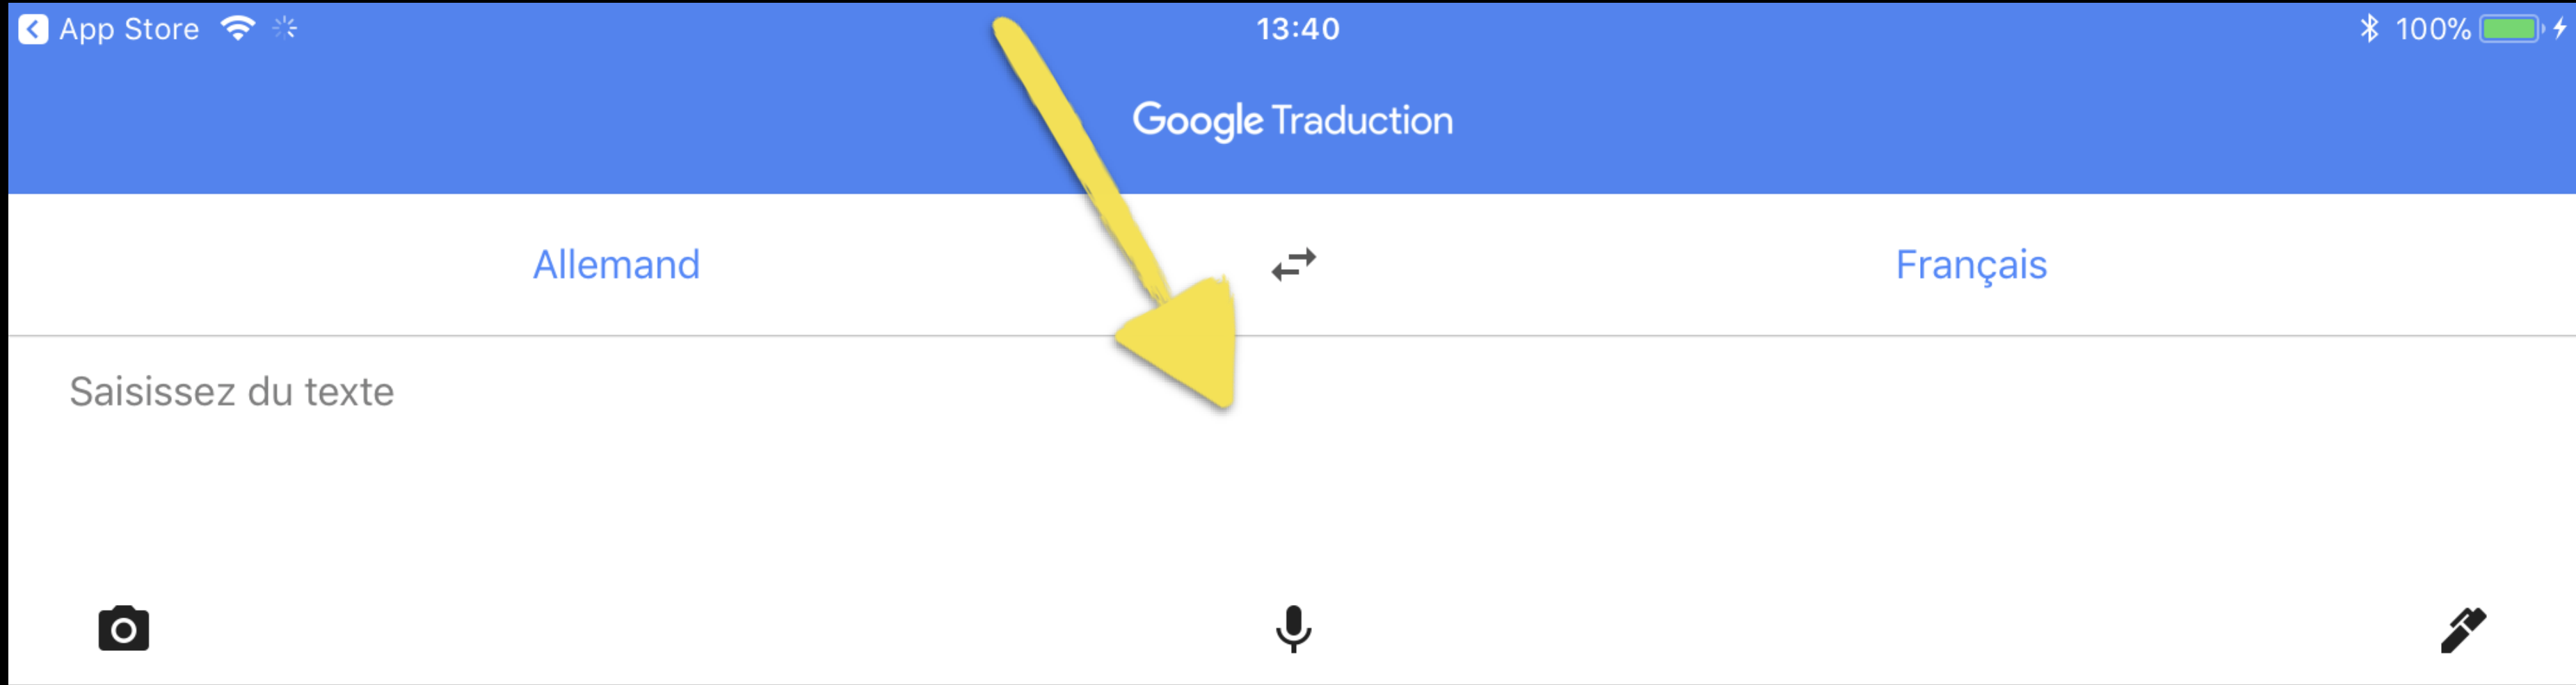 App Store
13:40
100%
Google Traduction
Allemand
Français
Saisissez du texte